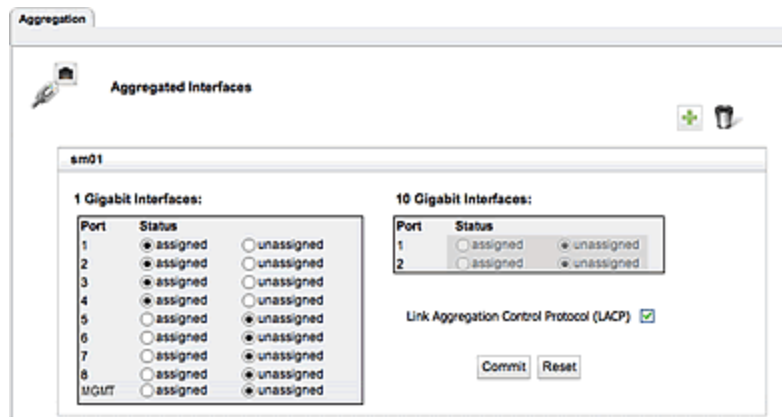 Aggregation
Aggregated Interfaces
sm01
1 Gigabit Interfaces:
Port Status
1 assigned unassigned
2 assigned unassigned
3 assigned unassigned
4 assigned unassigned
5 assigned unassigned
6 assigned unassigned
7 assigned unassigned
8 assigned unassigned
MGMT assigned unassigned
10 Gigabit Interfaces:
Port Status
1 assigned unassigned
2 assigned unassigned
Link Aggregation Control Protocol (LACP)
Commit Reset